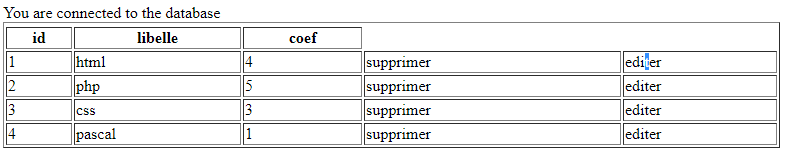 You are connected to the database
id libelle coef
1 html 4 supprimer editer
2 php 5 supprimer editer
3 css 3 supprimer editer
4 pascal 1 supprimer editer